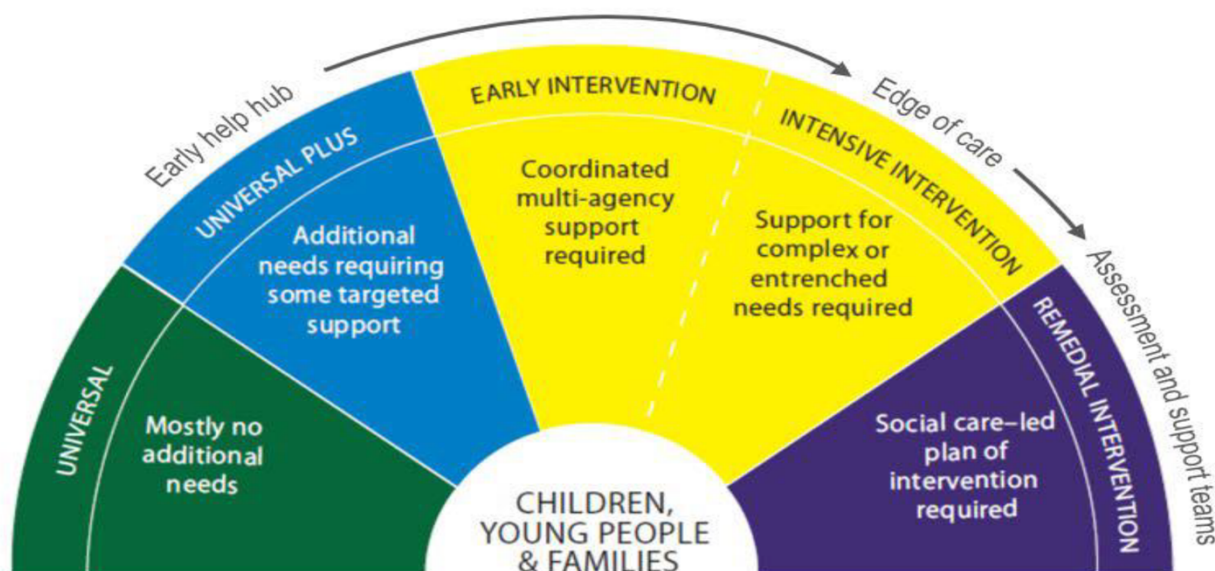 Early help hub
Edge of care
Assessment and support teams
UNIVERSAL
Mostly no
additional
needs
UNIVERSAL PLUS
Additional
needs requiring
some targeted
support
EARLY INTERVENTION
Coordinated
multi-agency
support
required
INTENSIVE INTERVENTION
Support for
complex or
entrenched
needs required
REMEDIAL INTERVENTION
Social care–led
plan of
intervention
required
CHILDREN,
YOUNG PEOPLE
& FAMILIES